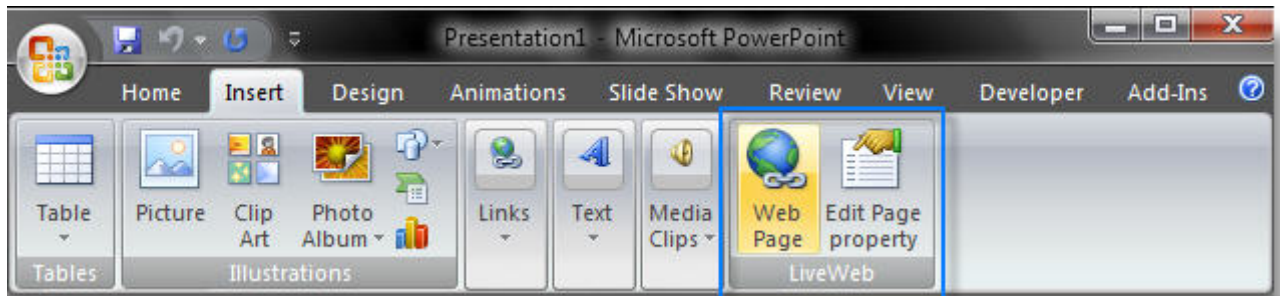 Presentation1 - Microsoft PowerPoint
Home Insert Design Animations Slide Show Review View Developer Add-Ins
Table Picture Clip Photo Links Text Media Web Edit Page
Art Album Clips Page property
Tables Illustrations LiveWeb